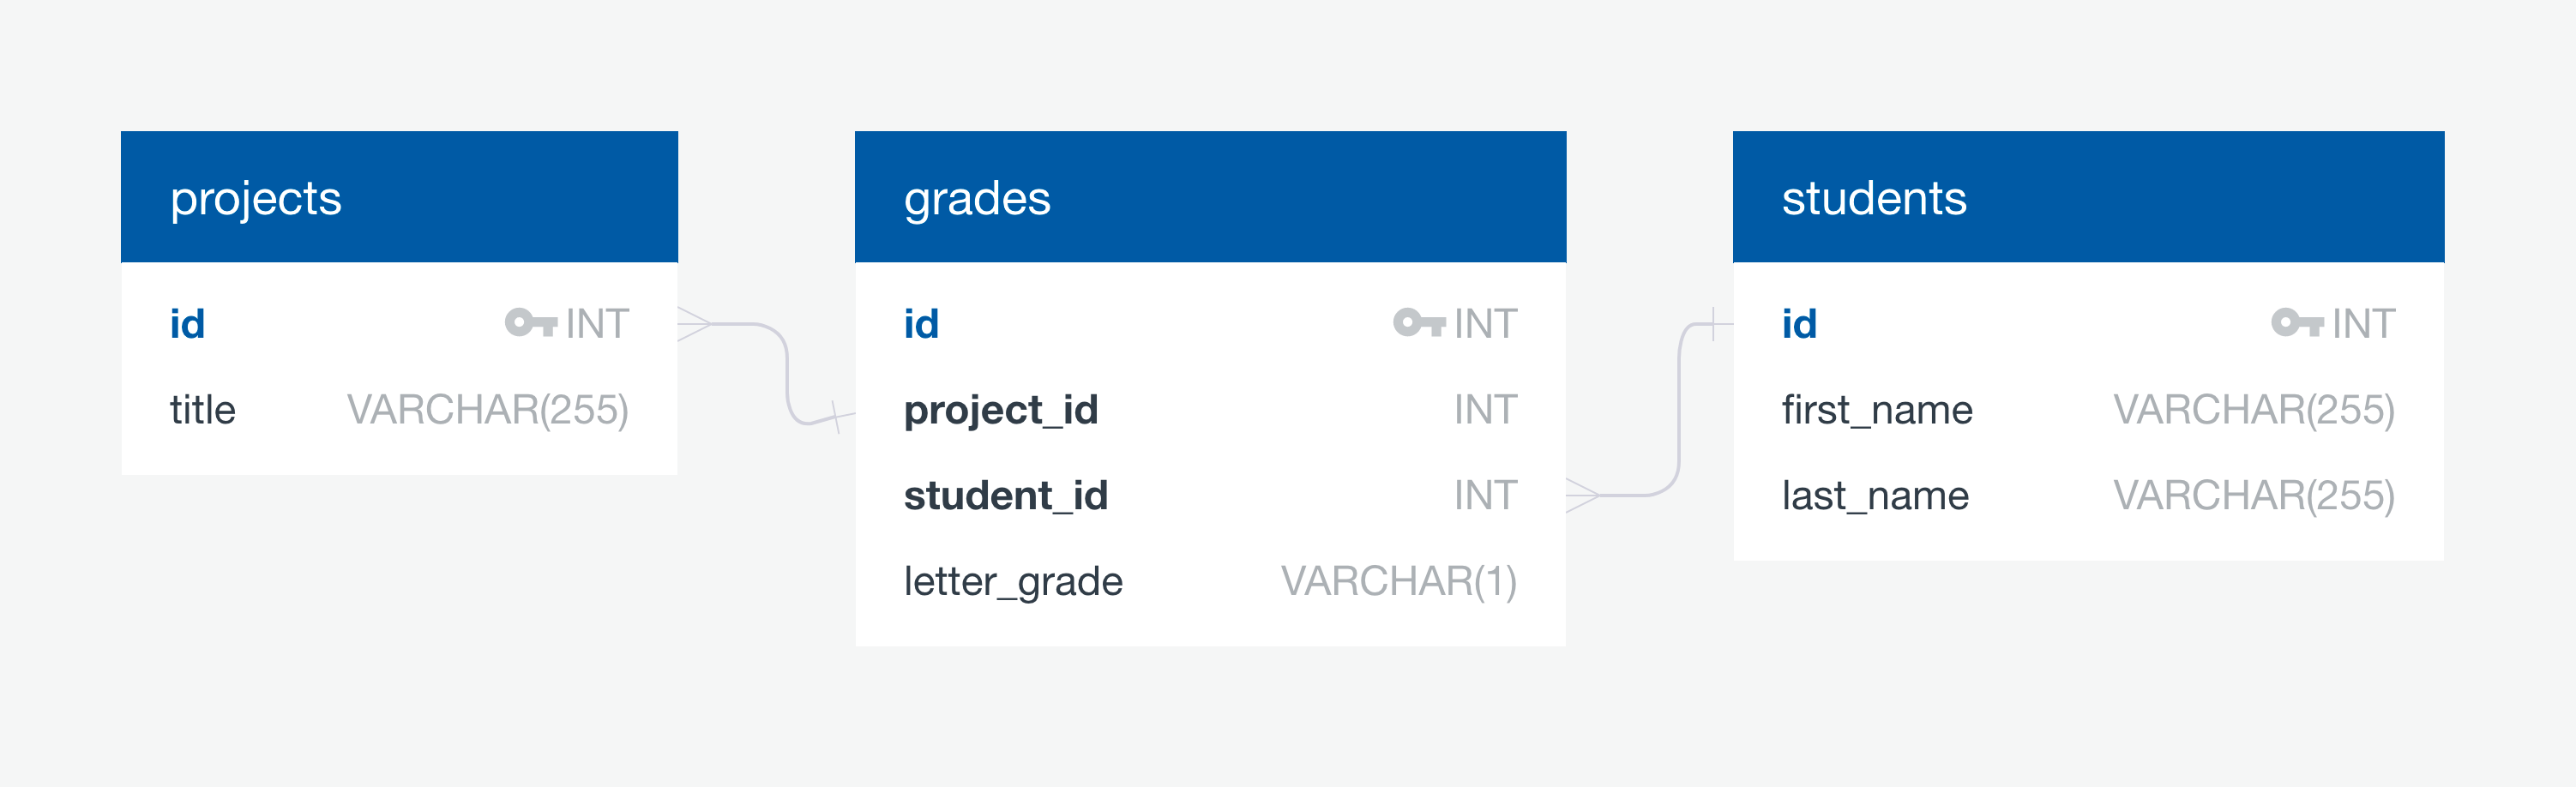 projects
id INT
title VARCHAR(255)
grades
id INT
project_id INT
student_id INT
letter_grade VARCHAR(1)
students
id INT
first_name VARCHAR(255)
last_name VARCHAR(255)